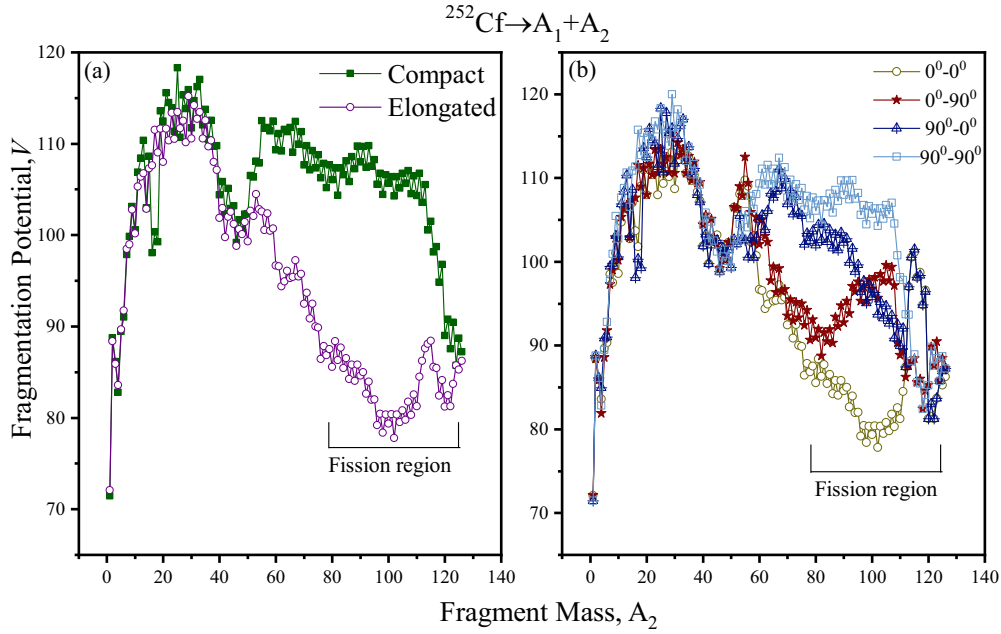 ²⁵²Cf→A₁+A₂
(a)
Compact
Elongated
Fission region
120
110
100
90
80
70
0 20 40 60 80 100 120 140
Fragmentation Potential,V
(b)
0⁰-0⁰
0⁰-90⁰
90⁰-0⁰
90⁰-90⁰
Fission region
120
110
100
90
80
70
0 20 40 60 80 100 120 140
Fragment Mass, A₂